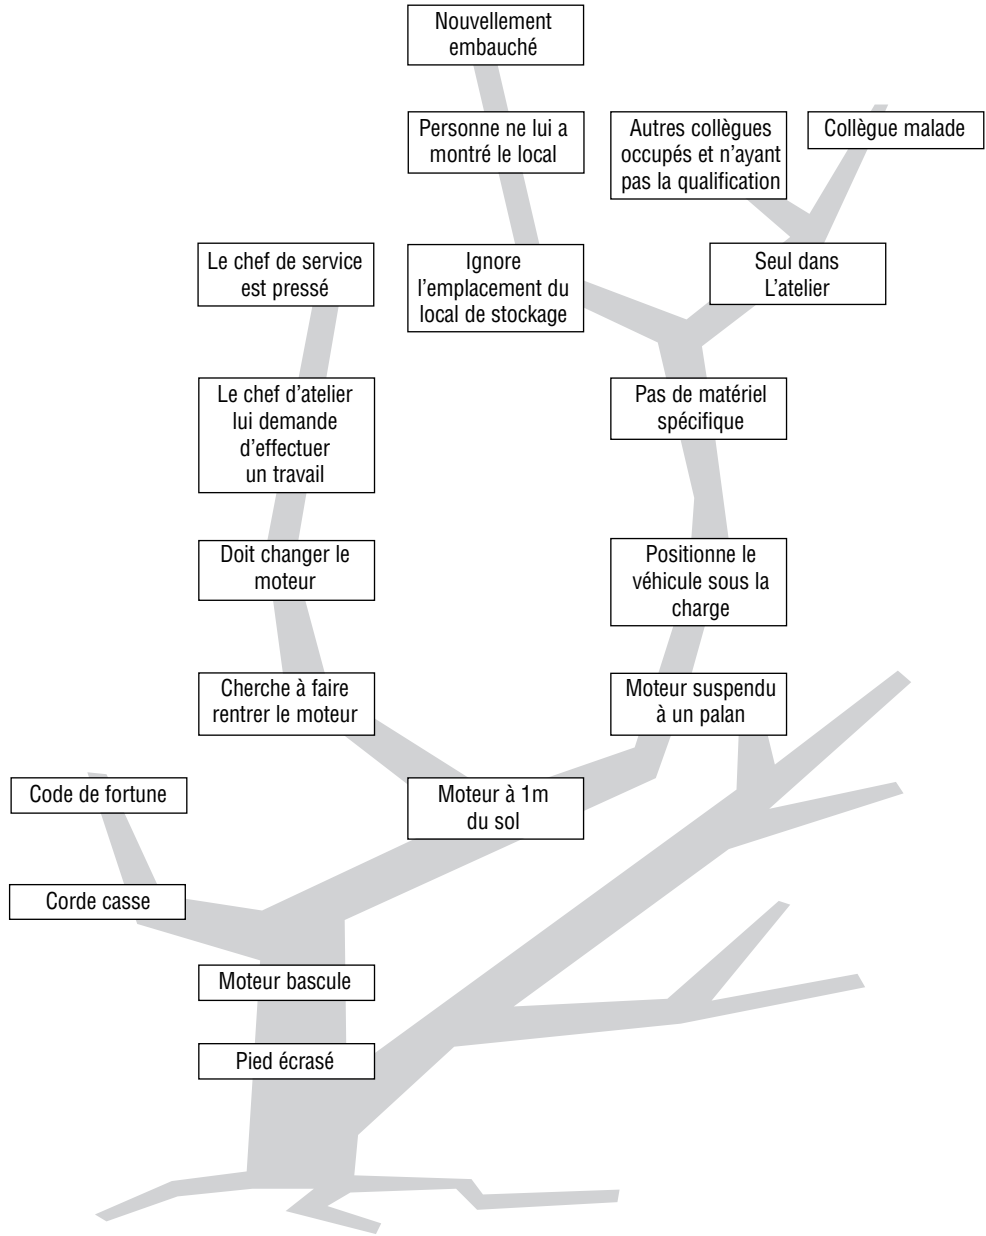 Nouvellement
embauché
Personne ne lui a
montré le local
Autres collègues
occupés et n'ayant
pas la qualification
Collègue malade
Le chef de service
est pressé
Ignore
l'emplacement du
local de stockage
Seul dans
L'atelier
Le chef d'atelier
lui demande
d'effectuer
un travail
Pas de matériel
spécifique
Doit changer le
moteur
Positionne le
véhicule sous la
charge
Cherche à faire
rentrer le moteur
Moteur suspendu
à un palan
Code de fortune
Moteur à 1m
du sol
Corde casse
Moteur bascule
Pied écrasé